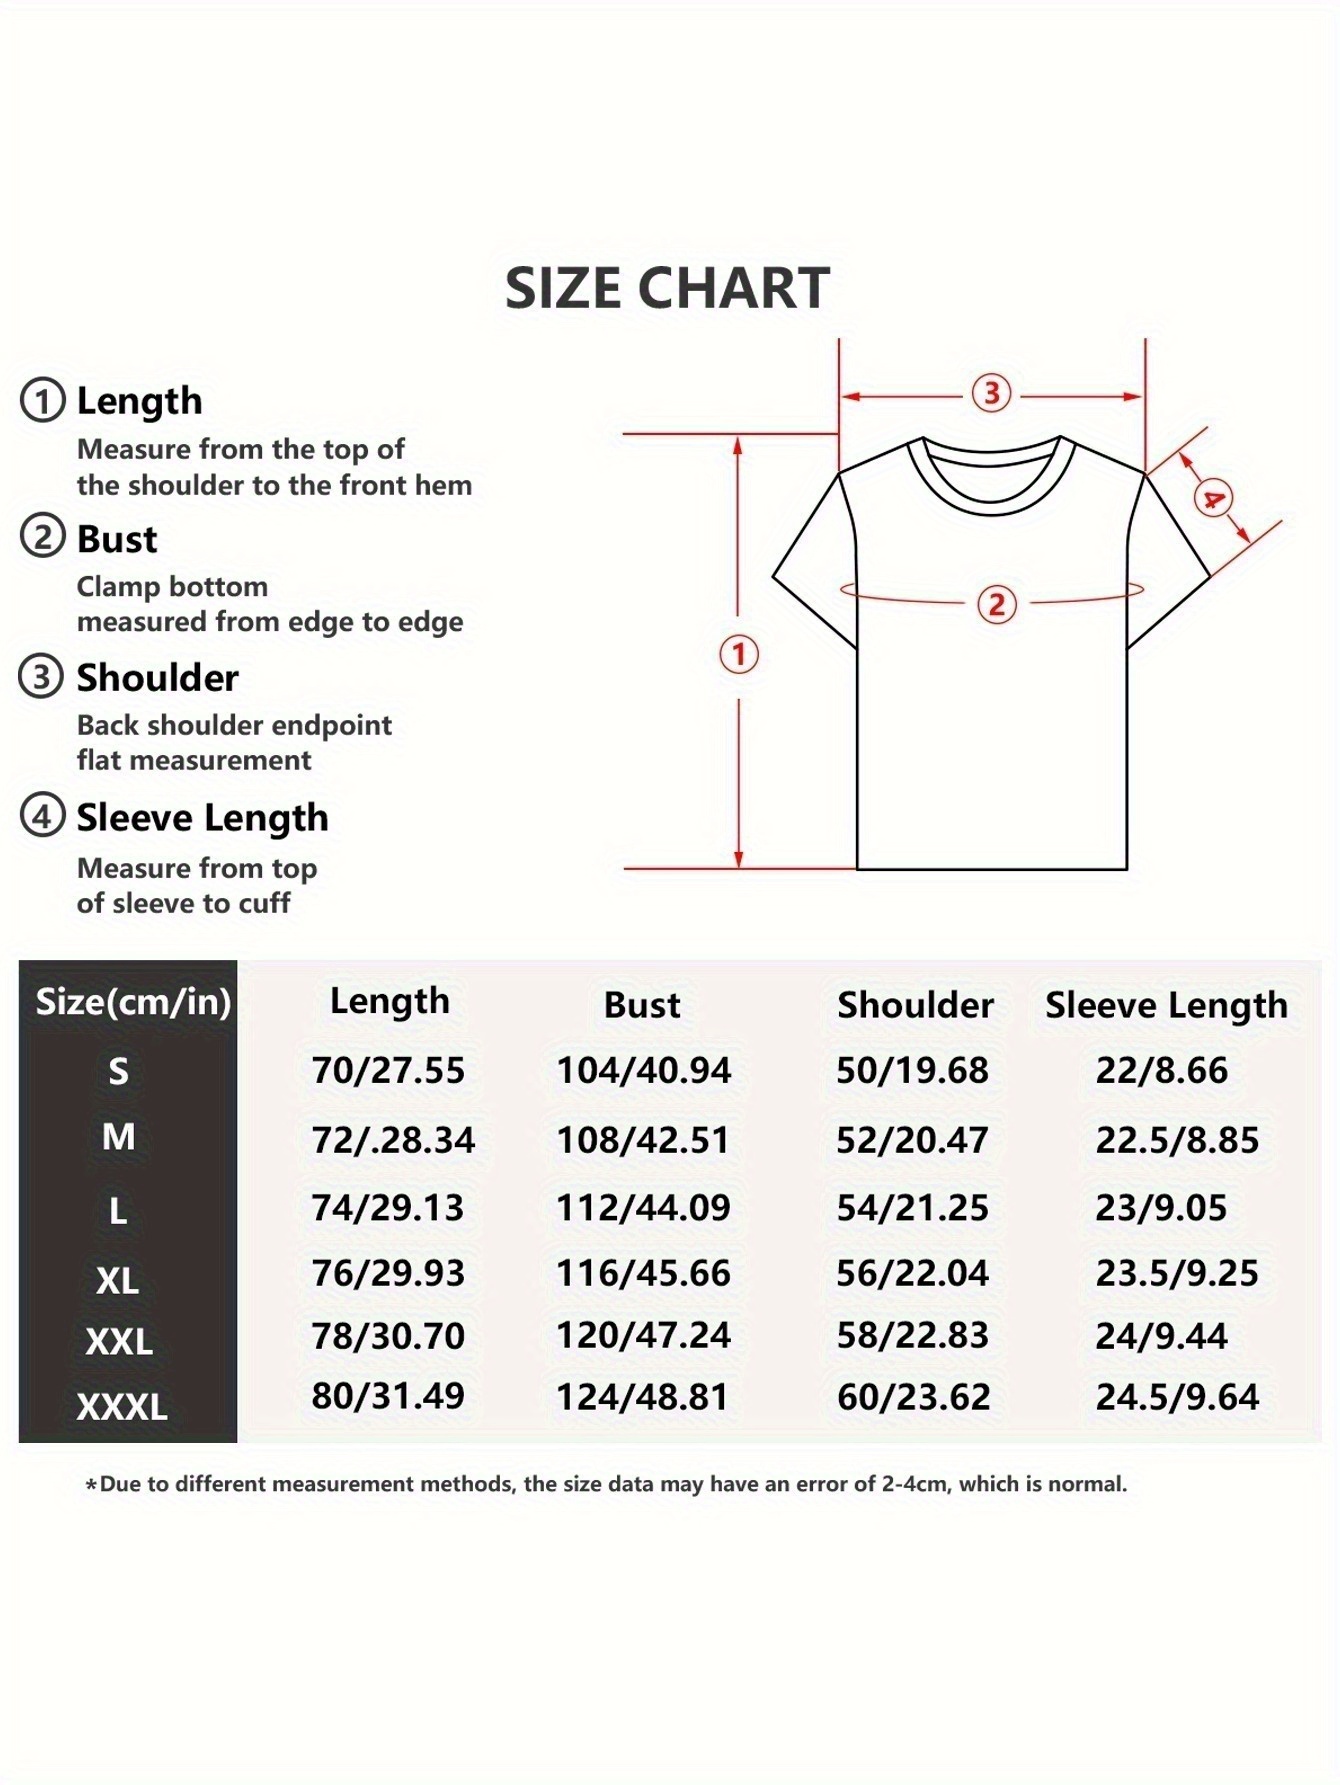 SIZE CHART
① Length
Measure from the top of
the shoulder to the front hem
② Bust
Clamp bottom
measured from edge to edge
③ Shoulder
Back shoulder endpoint
flat measurement
④ Sleeve Length
Measure from top
of sleeve to cuff
③
④
②
①
Size(cm/in) Length Bust Shoulder Sleeve Length
S 70/27.55 104/40.94 50/19.68 22/8.66
M 72/.28.34 108/42.51 52/20.47 22.5/8.85
L 74/29.13 112/44.09 54/21.25 23/9.05
XL 76/29.93 116/45.66 56/22.04 23.5/9.25
XXL 78/30.70 120/47.24 58/22.83 24/9.44
XXXL 80/31.49 124/48.81 60/23.62 24.5/9.64
*Due to different measurement methods, the size data may have an error of 2-4cm, which is normal.